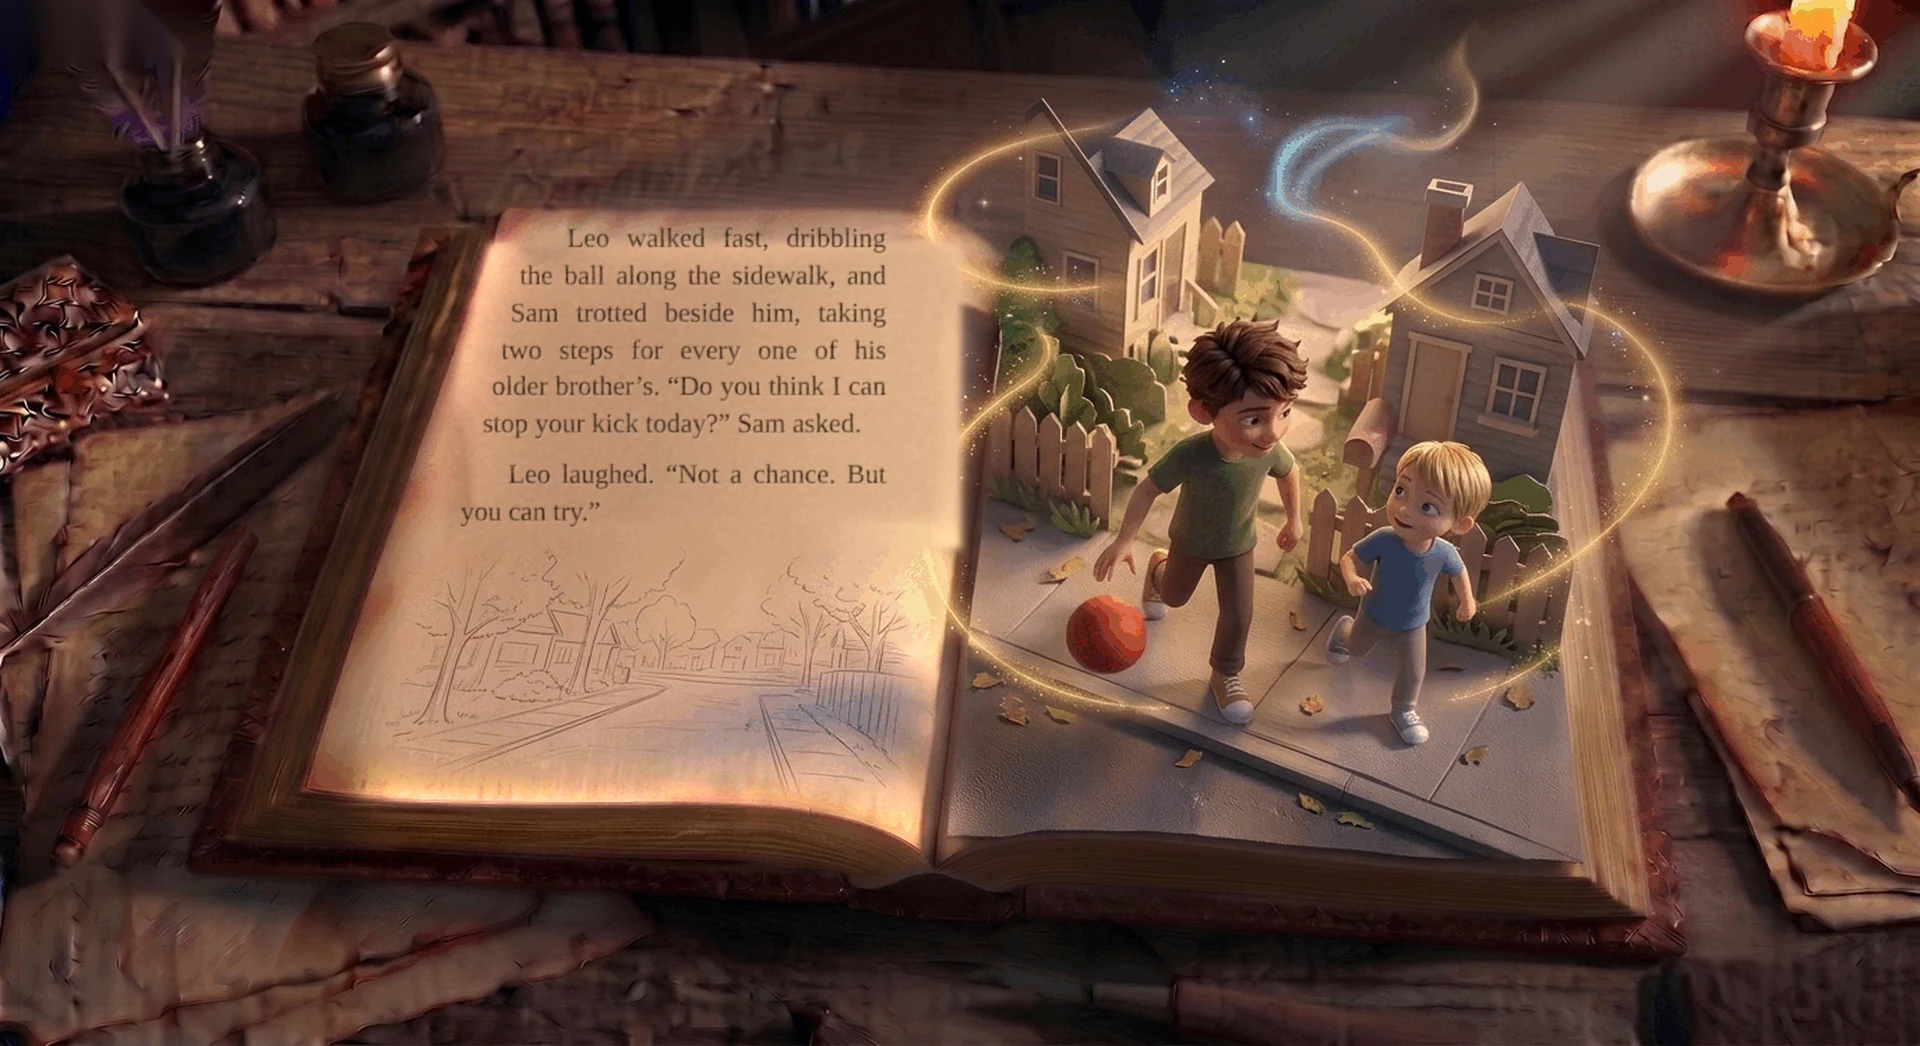 Leo walked fast, dribbling
the ball along the sidewalk, and
Sam trotted beside him, taking
two steps for every one of his
older brother’s. “Do you think I can
stop your kick today?” Sam asked.
Leo laughed. “Not a chance. But
you can try.”